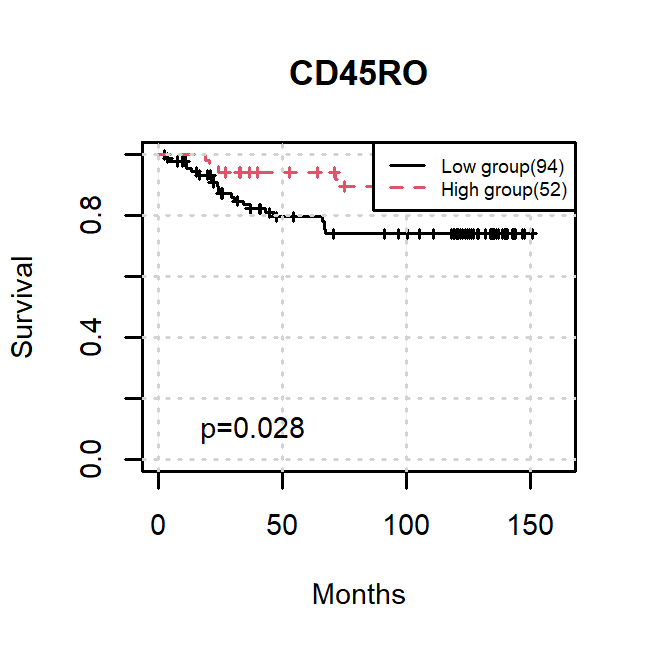 CD45RO
Low group(94)
High group(52)
Survival
0.8
0.4
0.0
p=0.028
0 50 100 150
Months